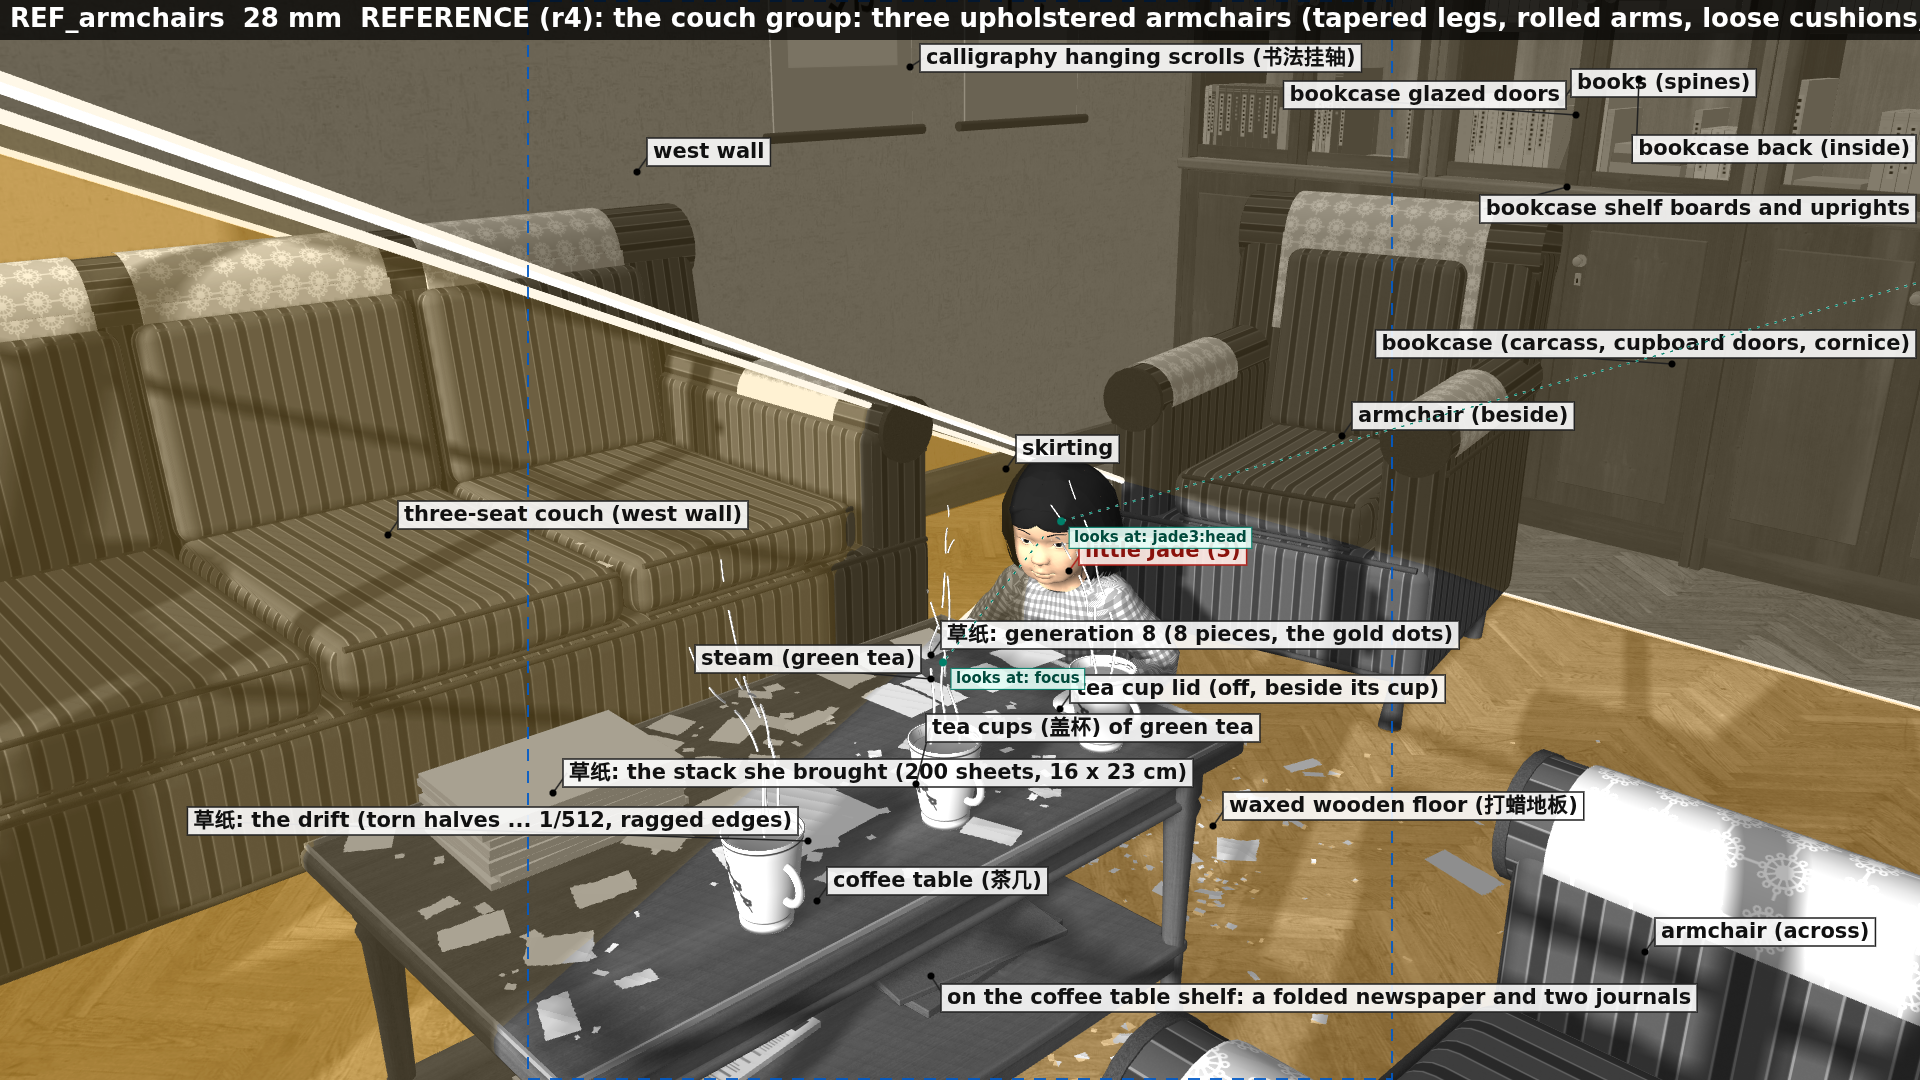 REF_armchairs 28 mm REFERENCE (r4): the couch group: three upholstered armchairs (tapered legs, rolled arms, loose cushions,
calligraphy hanging scrolls (书法挂轴)
books (spines)
bookcase glazed doors
west wall
bookcase back (inside)
bookcase shelf boards and uprights
bookcase (carcass, cupboard doors, cornice)
armchair (beside)
skirting
three-seat couch (west wall)
looks at: jade3:head
little Jade (3)
草纸: generation 8 (8 pieces, the gold dots)
steam (green tea)
looks at: focus
tea cup lid (off, beside its cup)
tea cups (盖杯) of green tea
草纸: the stack she brought (200 sheets, 16 x 23 cm)
waxed wooden floor (打蜡地板)
草纸: the drift (torn halves ... 1/512, ragged edges)
coffee table (茶几)
armchair (across)
on the coffee table shelf: a folded newspaper and two journals